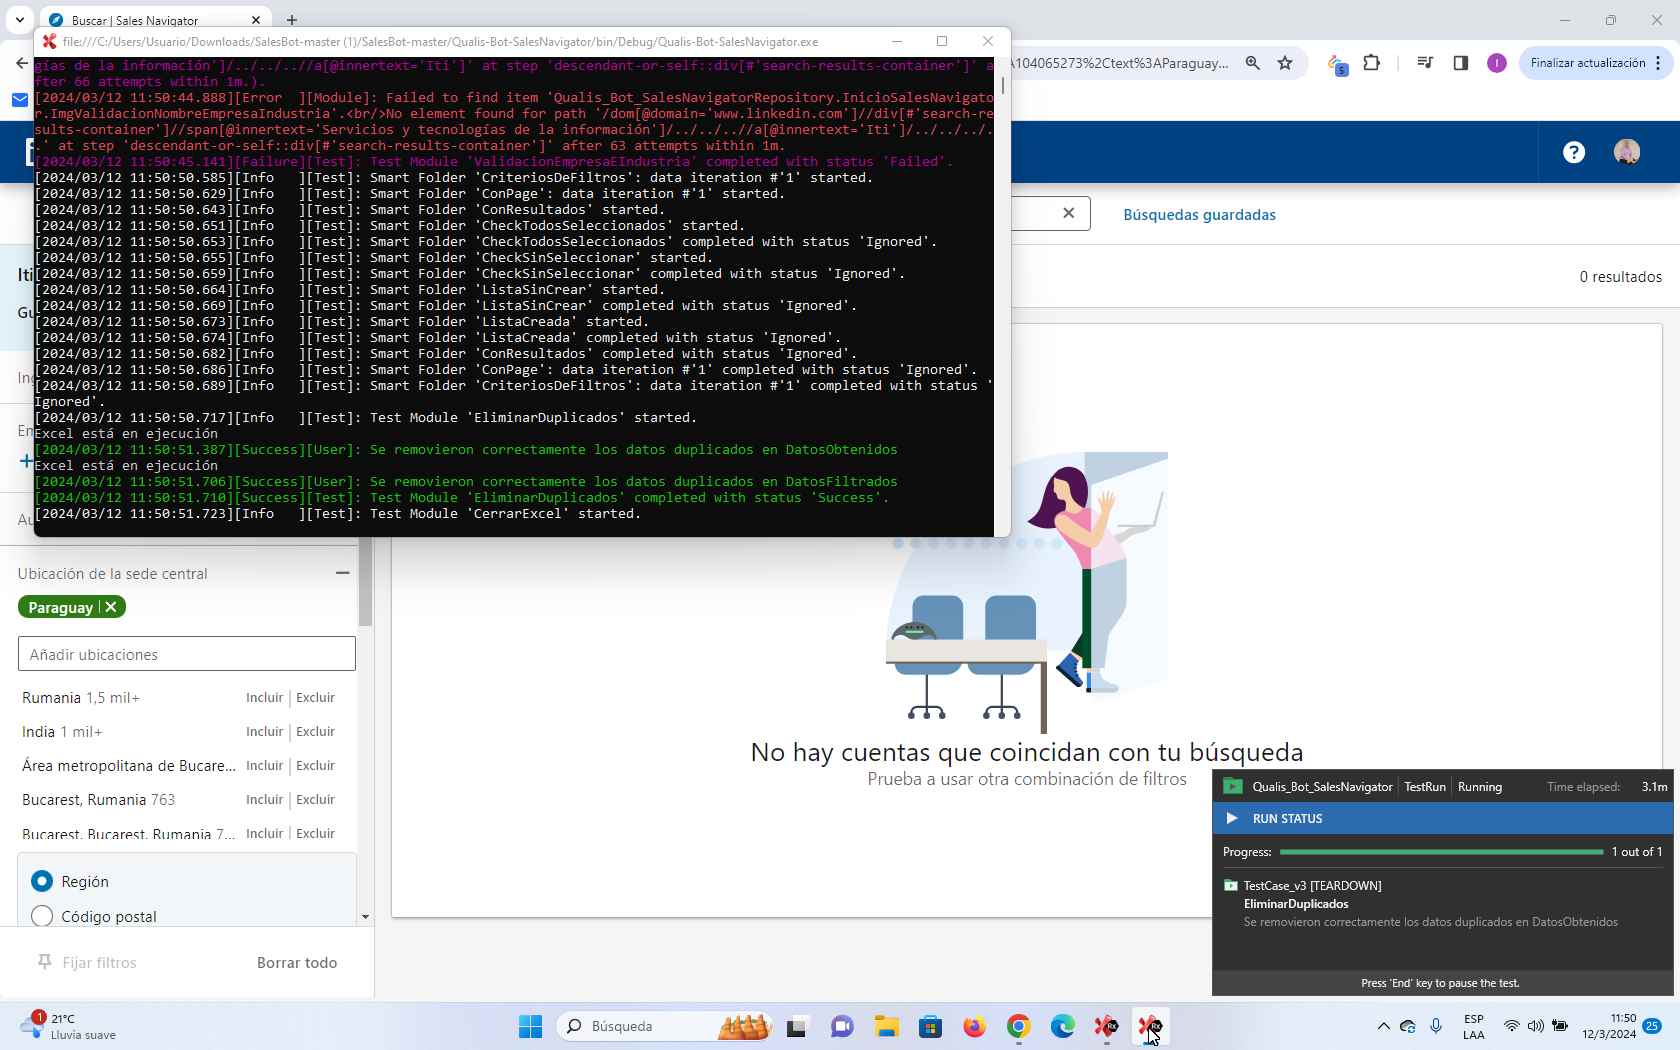 Buscar | Sales Navigator
file:///C:/Users/Usuario/Downloads/SalesBot-master (1)/SalesBot-master/Qualis-Bot-SalesNavigator/bin/Debug/Qualis-Bot-SalesNavigator.exe
A104065273%2Ctext%3AParaguay...
S
I
Finalizar actualización
gías de la información']/../../..//a[@innertext='Iti']' at step 'descendant-or-self::div[#'search-results-container']' a
fter 66 attempts within 1m.).
[2024/03/12 11:50:44.888][Error  ][Module]: Failed to find item 'Qualis_Bot_SalesNavigatorRepository.InicioSalesNavigato
r.ImgValidacionNombreEmpresaIndustria'.<br/>No element found for path '/dom[@domain='www.linkedin.com']//div[#'search-re
sults-container']//span[@innertext='Servicios y tecnologías de la información']/../../..//a[@innertext='Iti']/../../../.
.' at step 'descendant-or-self::div[#'search-results-container']' after 63 attempts within 1m.
[2024/03/12 11:50:45.141][Failure][Test]: Test Module 'ValidacionEmpresaEIndustria' completed with status 'Failed'.
[2024/03/12 11:50:50.585][Info   ][Test]: Smart Folder 'CriteriosDeFiltros': data iteration #'1' started.
[2024/03/12 11:50:50.629][Info   ][Test]: Smart Folder 'ConPage': data iteration #'1' started.
[2024/03/12 11:50:50.643][Info   ][Test]: Smart Folder 'ConResultados' started.
[2024/03/12 11:50:50.651][Info   ][Test]: Smart Folder 'CheckTodosSeleccionados' started.
[2024/03/12 11:50:50.653][Info   ][Test]: Smart Folder 'CheckTodosSeleccionados' completed with status 'Ignored'.
[2024/03/12 11:50:50.655][Info   ][Test]: Smart Folder 'CheckSinSeleccionar' started.
[2024/03/12 11:50:50.659][Info   ][Test]: Smart Folder 'CheckSinSeleccionar' completed with status 'Ignored'.
[2024/03/12 11:50:50.664][Info   ][Test]: Smart Folder 'ListaSinCrear' started.
[2024/03/12 11:50:50.669][Info   ][Test]: Smart Folder 'ListaSinCrear' completed with status 'Ignored'.
[2024/03/12 11:50:50.673][Info   ][Test]: Smart Folder 'ListaCreada' started.
[2024/03/12 11:50:50.674][Info   ][Test]: Smart Folder 'ListaCreada' completed with status 'Ignored'.
[2024/03/12 11:50:50.682][Info   ][Test]: Smart Folder 'ConResultados' completed with status 'Ignored'.
[2024/03/12 11:50:50.686][Info   ][Test]: Smart Folder 'ConPage': data iteration #'1' completed with status 'Ignored'.
[2024/03/12 11:50:50.689][Info   ][Test]: Smart Folder 'CriteriosDeFiltros': data iteration #'1' completed with status '
Ignored'.
[2024/03/12 11:50:50.717][Info   ][Test]: Test Module 'EliminarDuplicados' started.
Excel está en ejecución
[2024/03/12 11:50:51.387][Success][User]: Se removieron correctamente los datos duplicados en DatosObtenidos
Excel está en ejecución
[2024/03/12 11:50:51.706][Success][User]: Se removieron correctamente los datos duplicados en DatosFiltrados
[2024/03/12 11:50:51.710][Success][Test]: Test Module 'EliminarDuplicados' completed with status 'Success'.
[2024/03/12 11:50:51.723][Info   ][Test]: Test Module 'CerrarExcel' started.
Búsquedas guardadas
0 resultados
Iti
Gu
In
En
Au
Ubicación de la sede central
Paraguay
Añadir ubicaciones
Rumania 1,5 mil+ Incluir Excluir
India 1 mil+ Incluir Excluir
Área metropolitana de Bucare... Incluir Excluir
Bucarest, Rumania 763 Incluir Excluir
Bucarest, Bucarest, Rumania 7... Incluir Excluir
Región
Código postal
Fijar filtros
Borrar todo
No hay cuentas que coincidan con tu búsqueda
Prueba a usar otra combinación de filtros
Qualis_Bot_SalesNavigator TestRun Running Time elapsed: 3.1m
RUN STATUS
Progress: 1 out of 1
TestCase_v3 [TEARDOWN]
EliminarDuplicados
Se removieron correctamente los datos duplicados en DatosObtenidos
Press 'End' key to pause the test.
1
21°C
Lluvia suave
Búsqueda
Rx
Rx
ESP
LAA
11:50
12/3/2024
25